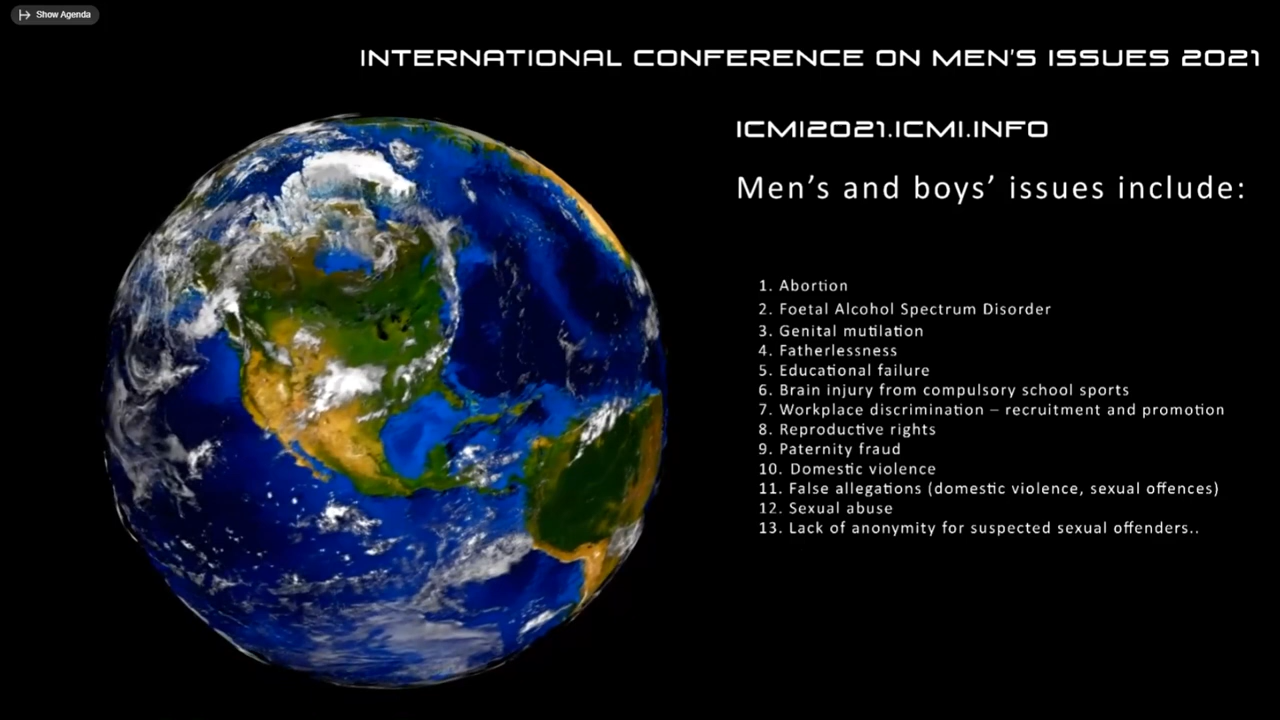 Show Agenda
INTERNATIONAL CONFERENCE ON MEN'S ISSUES 2021
ICMI2021.ICMI.INFO
Men’s and boys’ issues include:
1. Abortion
2. Foetal Alcohol Spectrum Disorder
3. Genital mutilation
4. Fatherlessness
5. Educational failure
6. Brain injury from compulsory school sports
7. Workplace discrimination – recruitment and promotion
8. Reproductive rights
9. Paternity fraud
10. Domestic violence
11. False allegations (domestic violence, sexual offences)
12. Sexual abuse
13. Lack of anonymity for suspected sexual offenders..